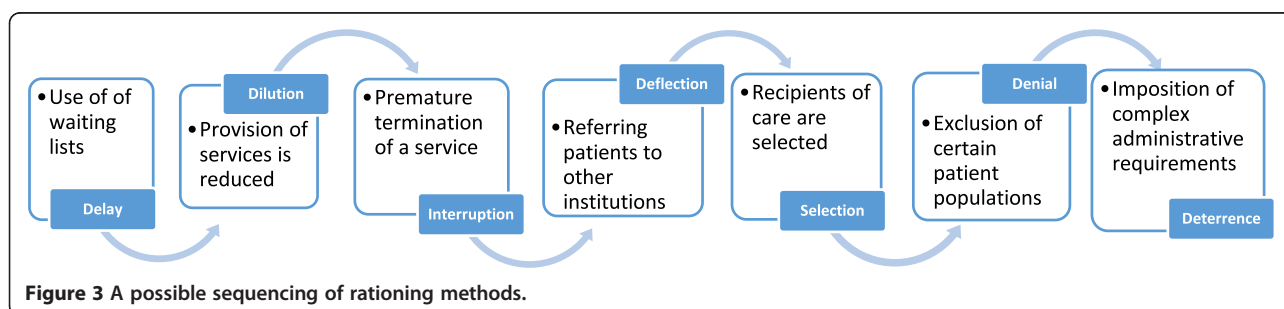 • Use of of
waiting
lists
Delay
Dilution
• Provision of
services is
reduced
• Premature
termination
of a service
Interruption
Deflection
• Referring
patients to
other
institutions
• Recipients of
care are
selected
Selection
Denial
• Exclusion of
certain
patient
populations
• Imposition of
complex
administrative
requirements
Deterrence
Figure 3 A possible sequencing of rationing methods.